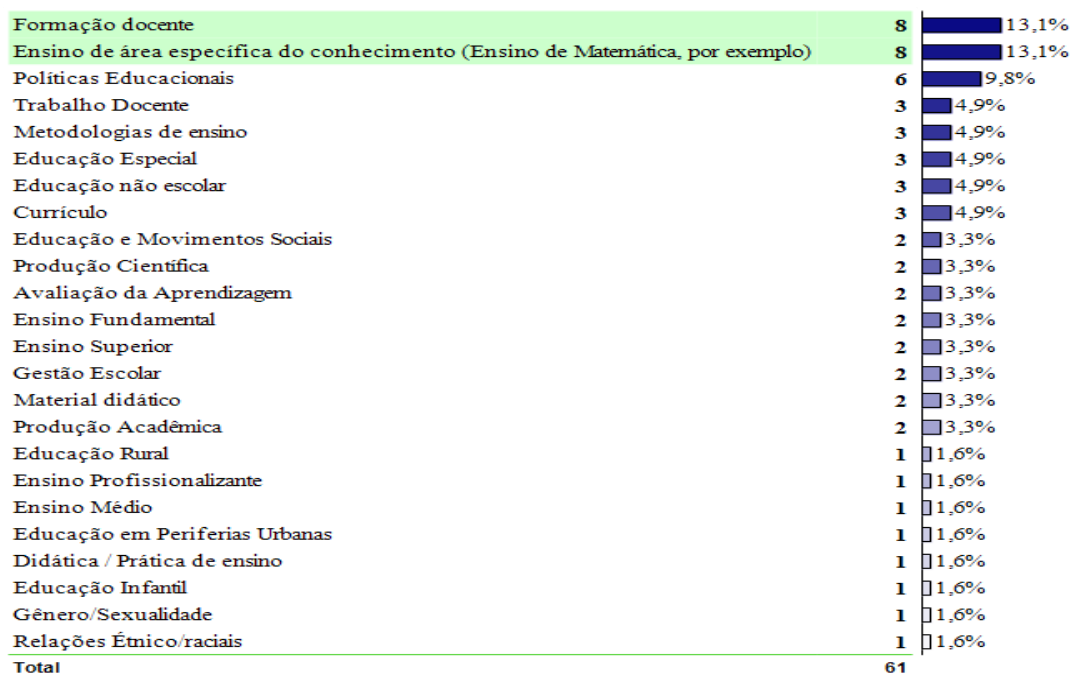 Formação docente 8 13,1%
Ensino de área específica do conhecimento (Ensino de Matemática, por exemplo) 8 13,1%
Políticas Educacionais 6 9,8%
Trabalho Docente 3 4,9%
Metodologias de ensino 3 4,9%
Educação Especial 3 4,9%
Educação não escolar 3 4,9%
Currículo 3 4,9%
Educação e Movimentos Sociais 2 3,3%
Produção Científica 2 3,3%
Avaliação da Aprendizagem 2 3,3%
Ensino Fundamental 2 3,3%
Ensino Superior 2 3,3%
Gestão Escolar 2 3,3%
Material didático 2 3,3%
Produção Acadêmica 2 3,3%
Educação Rural 1 1,6%
Ensino Profissionalizante 1 1,6%
Ensino Médio 1 1,6%
Educação em Periferias Urbanas 1 1,6%
Didática / Prática de ensino 1 1,6%
Educação Infantil 1 1,6%
Gênero/Sexualidade 1 1,6%
Relações Étnico/raciais 1 1,6%
Total 61